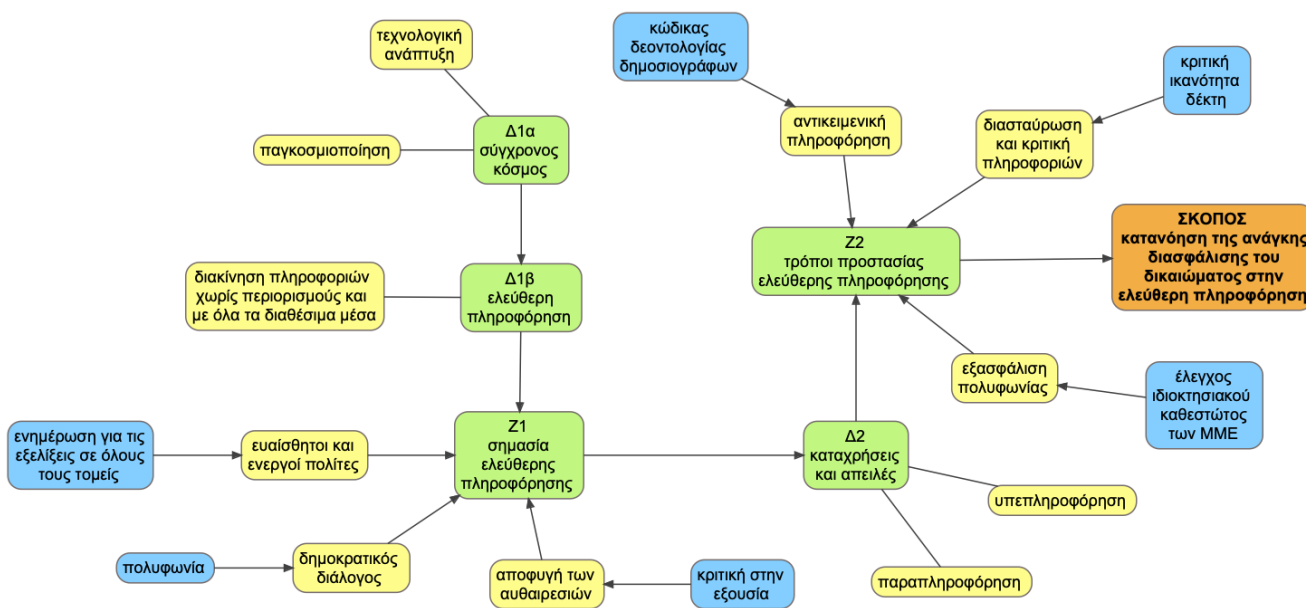 τεχνολογική
ανάπτυξη
παγκοσμιοποίηση
Δ1α
σύγχρονος
κόσμος
διακίνηση πληροφοριών
χωρίς περιορισμούς και
με όλα τα διαθέσιμα μέσα
Δ1β
ελεύθερη
πληροφόρηση
ενημέρωση για τις
εξελίξεις σε όλους
τους τομείς
ευαίσθητοι και
ενεργοί πολίτες
Ζ1
σημασία
ελεύθερης
πληροφόρησης
πολυφωνία
δημοκρατικός
διάλογος
αποφυγή των
αυθαιρεσιών
κριτική στην
εξουσία
κώδικας
δεοντολογίας
δημοσιογράφων
αντικειμενική
πληροφόρηση
κριτική
ικανότητα
δέκτη
διασταύρωση
και κριτική
πληροφοριών
Ζ2
τρόποι προστασίας
ελεύθερης πληροφόρησης
ΣΚΟΠΟΣ
κατανόηση της ανάγκης
διασφάλισης του
δικαιώματος στην
ελεύθερη πληροφόρηση
εξασφάλιση
πολυφωνίας
έλεγχος
ιδιοκτησιακού
καθεστώτος
των ΜΜΕ
Δ2
καταχρήσεις
και απειλές
υπεπληροφόρηση
παραπληροφόρηση